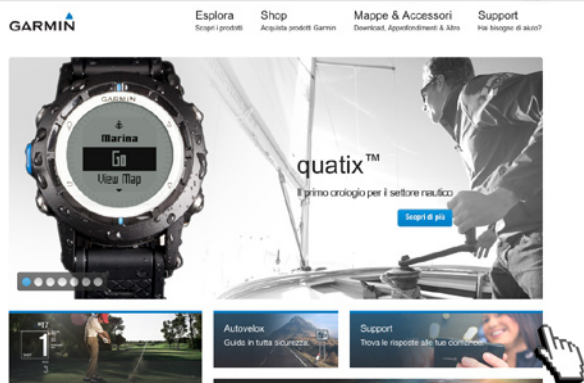 GARMIN
Esplora
Scopri i prodotti
Shop
Acquista prodotti Garmin
Mappe & Accessori
Download, Approfondimenti & Altro
Support
Hai bisogno di aiuto?
GARMIN
Marina
Go
View Map
quatix™
Il primo orologio per il settore nautico
Scopri di più
1
3
Autovelox
Guida in tutta sicurezza.
Support
Trova le risposte alle tue domande.